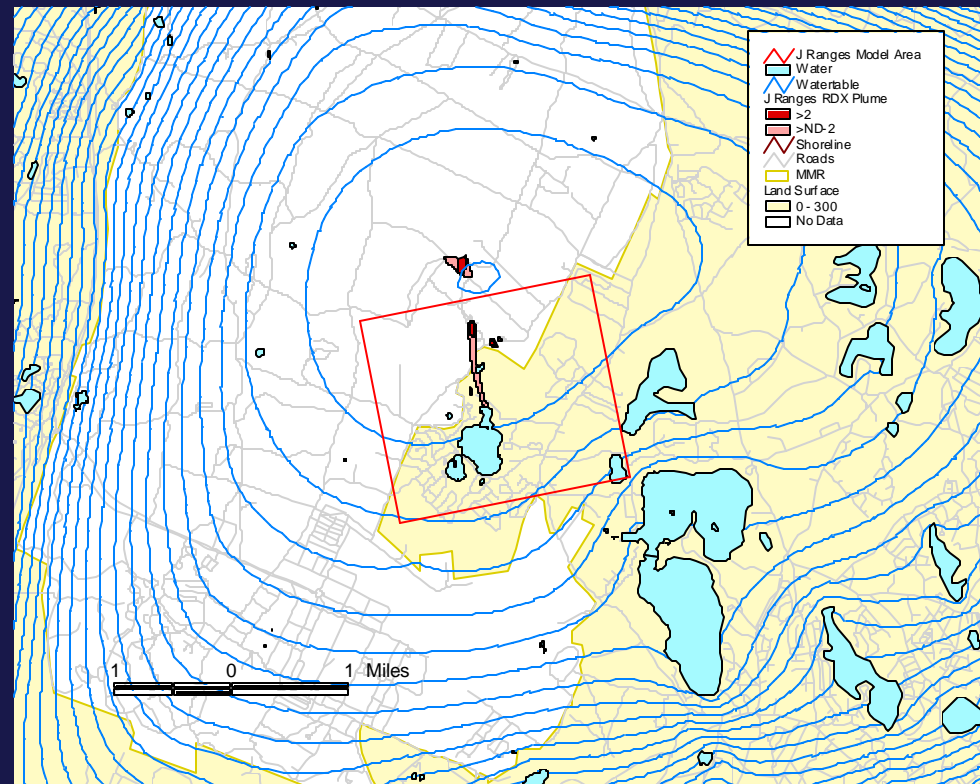 J Ranges Model Area
Water
Watertable
J Ranges RDX Plume
>2
>ND-2
Shoreline
Roads
MMR
Land Surface
0 - 300
No Data
1 0 1 Miles